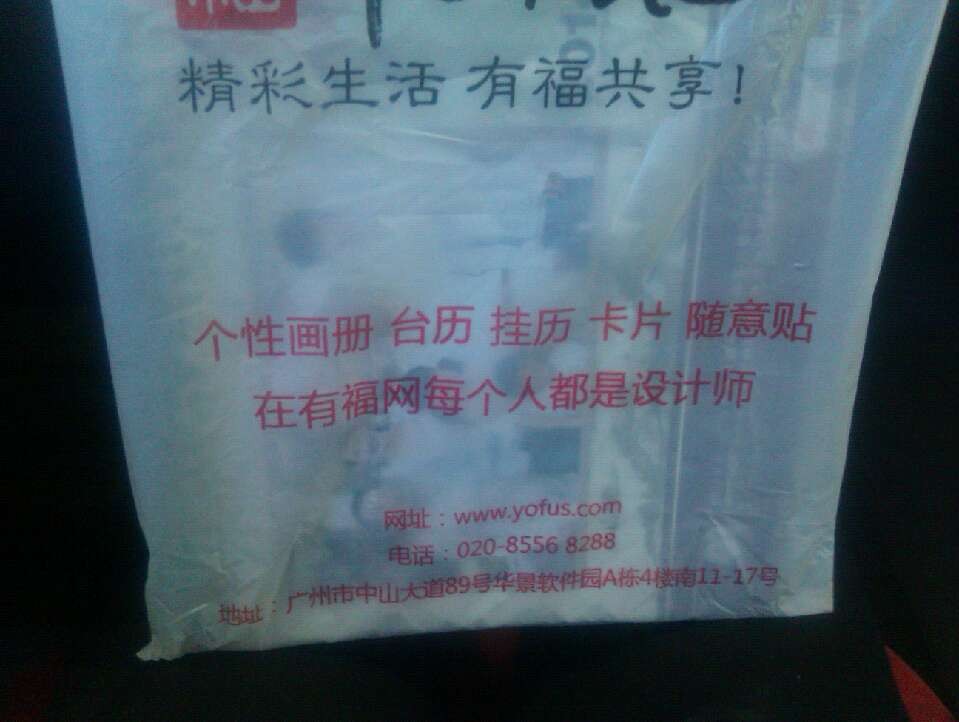 精彩生活 有福共享!
个性画册 台历 挂历 卡片 随意贴
在有福网每个人都是设计师
网址：www.yofus.com
电话：020-8556 8288
地址：广州市中山大道89号华景软件园A栋4楼南11-17号